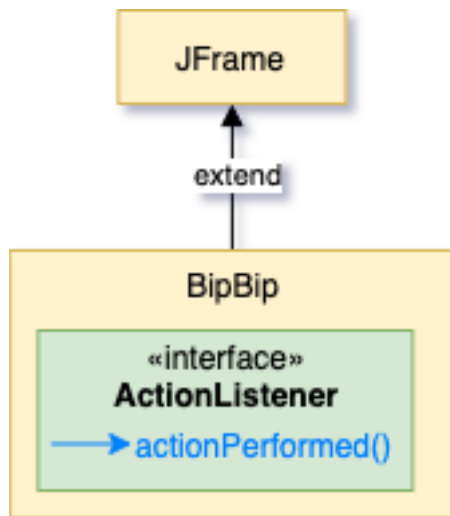 JFrame
extend
BipBip
«interface»
ActionListener
actionPerformed()